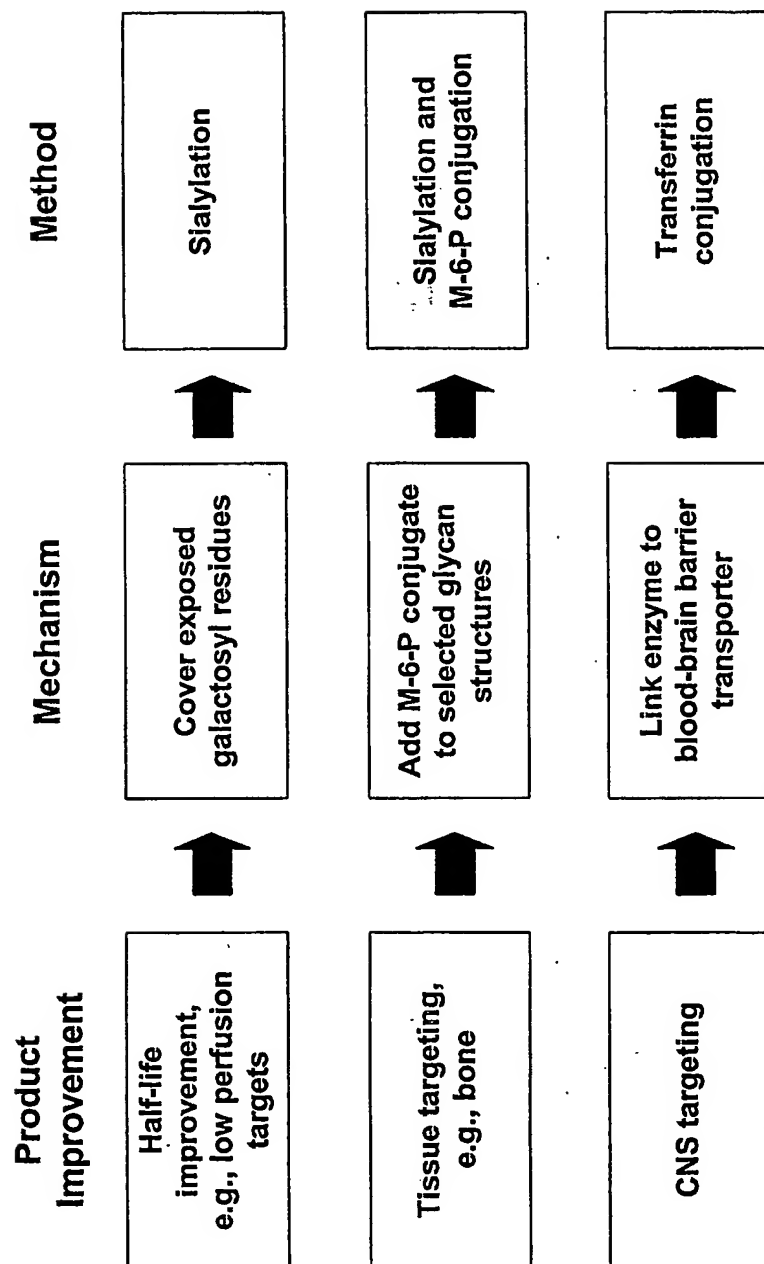 Product
Improvement
Mechanism
Method
Half-life
improvement,
e.g., low perfusion
targets
Cover exposed
galactosyl residues
Sialylation
Tissue targeting,
e.g., bone
Add M-6-P conjugate
to selected glycan
structures
Sialylation and
M-6-P conjugation
CNS targeting
Link enzyme to
blood-brain barrier
transporter
Transferrin
conjugation